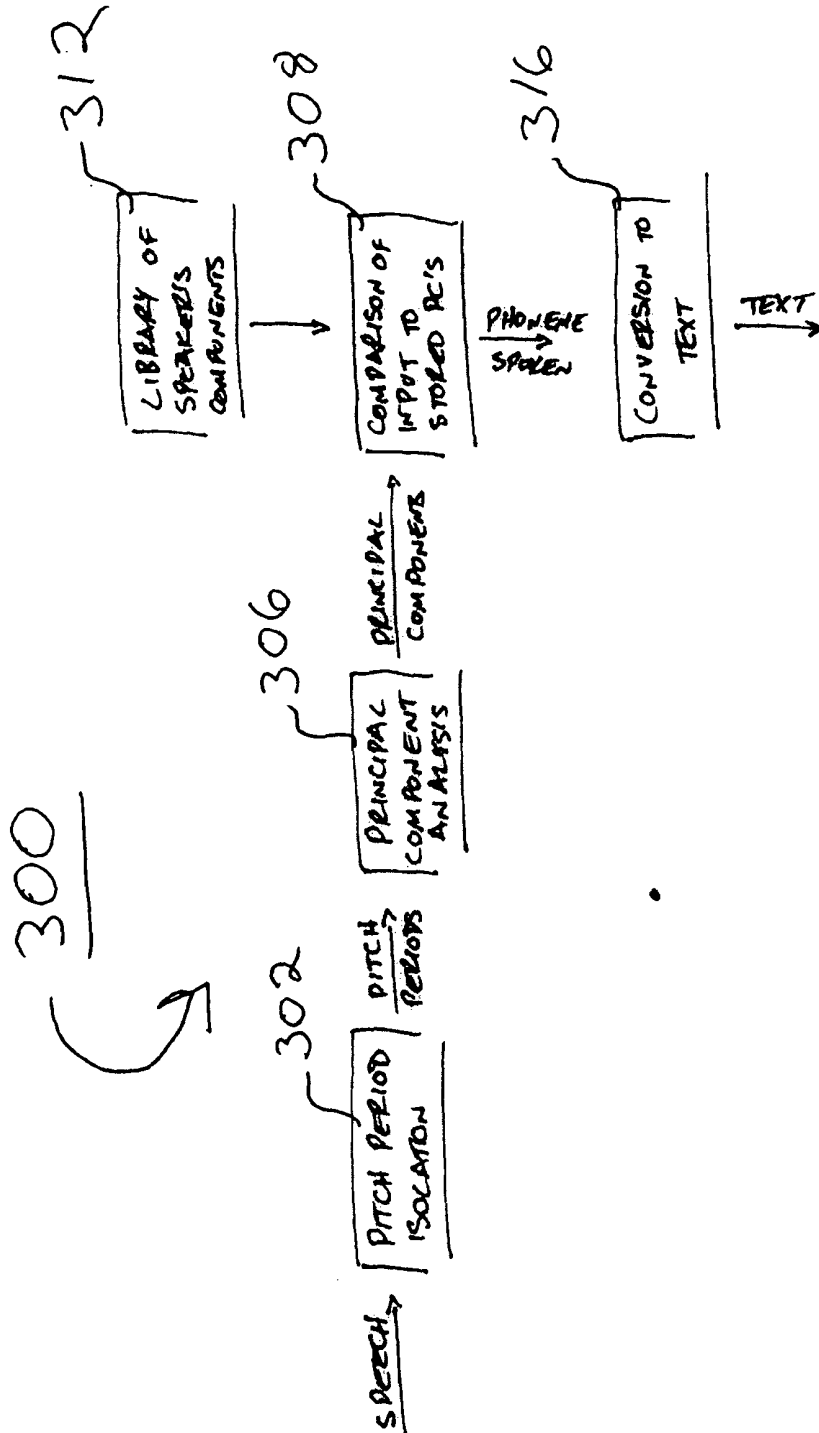 300
312
LIBRARY OF
SPEAKER'S
COMPONENTS
302
306
308
SPEECH
PITCH PERIOD
ISOLATION
PITCH
PERIODS
PRINCIPAL
COMPONENT
ANALYSIS
PRINCIPAL
COMPONENTS
COMPARISON OF
INPUT TO
STORED PC'S
PHONEME
SPOKEN
316
CONVERSION TO
TEXT
TEXT